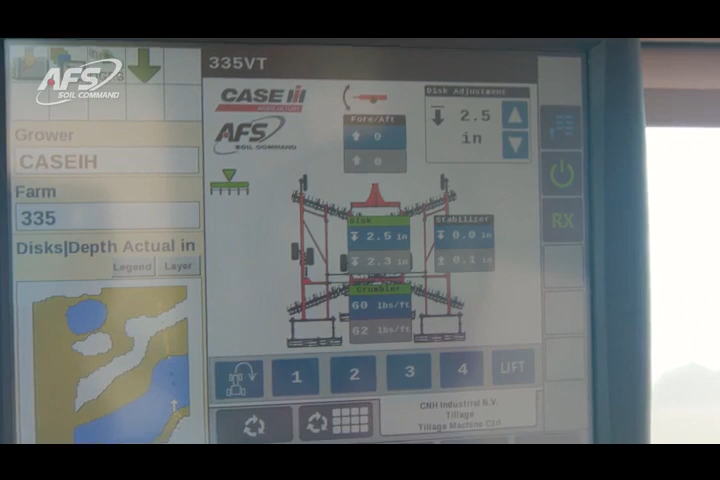 AFS
SOIL COMMAND
335VT
Grower
CASEIH
Farm
335
Disks|Depth Actual in
Legend
Layer
CASE IH
AGRICULTURE
AFS
SOIL COMMAND
Fore/Aft
0
0
Disk Adjustment
2.5
in
RX
Disk
2.5 in
2.3 in
Stabilizer
0.0 in
0.1 in
Crumbler
60 lbs/ft
62 lbs/ft
1
2
3
4
LIFT
CNH Industrial N.V.
Tillage
Tillage Machine Ctrl